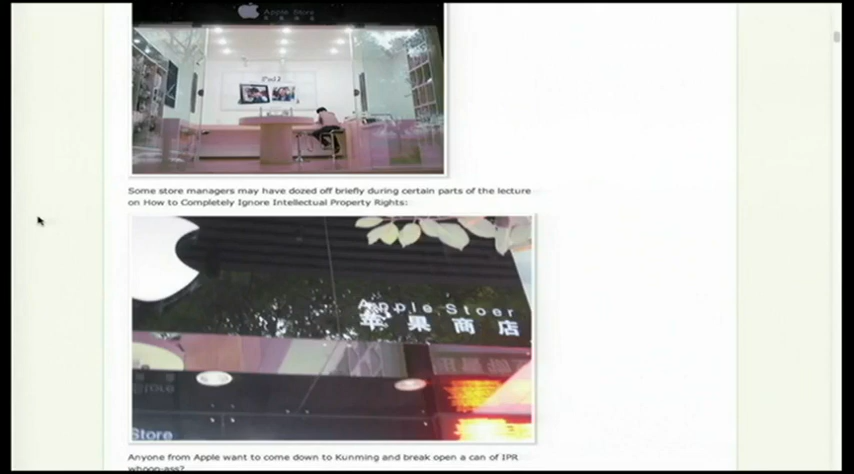 Apple Store
iPad 2
Some store managers may have dozed off briefly during certain parts of the lecture
on How to Completely Ignore Intellectual Property Rights:
Apple Stoer
苹果商店
Store
Anyone from Apple want to come down to Kunming and break open a can of IPR
whoop-ass?